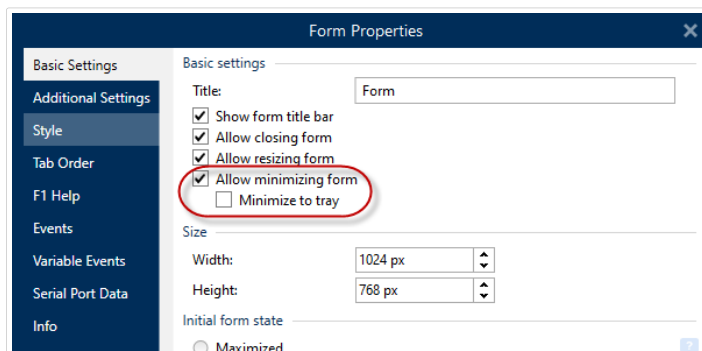 Form Properties
Basic Settings
Additional Settings
Style
Tab Order
F1 Help
Events
Variable Events
Serial Port Data
Info
Basic settings
Title: Form
Show form title bar
Allow closing form
Allow resizing form
Allow minimizing form
Minimize to tray
Size
Width: 1024 px
Height: 768 px
Initial form state
Maximized
?